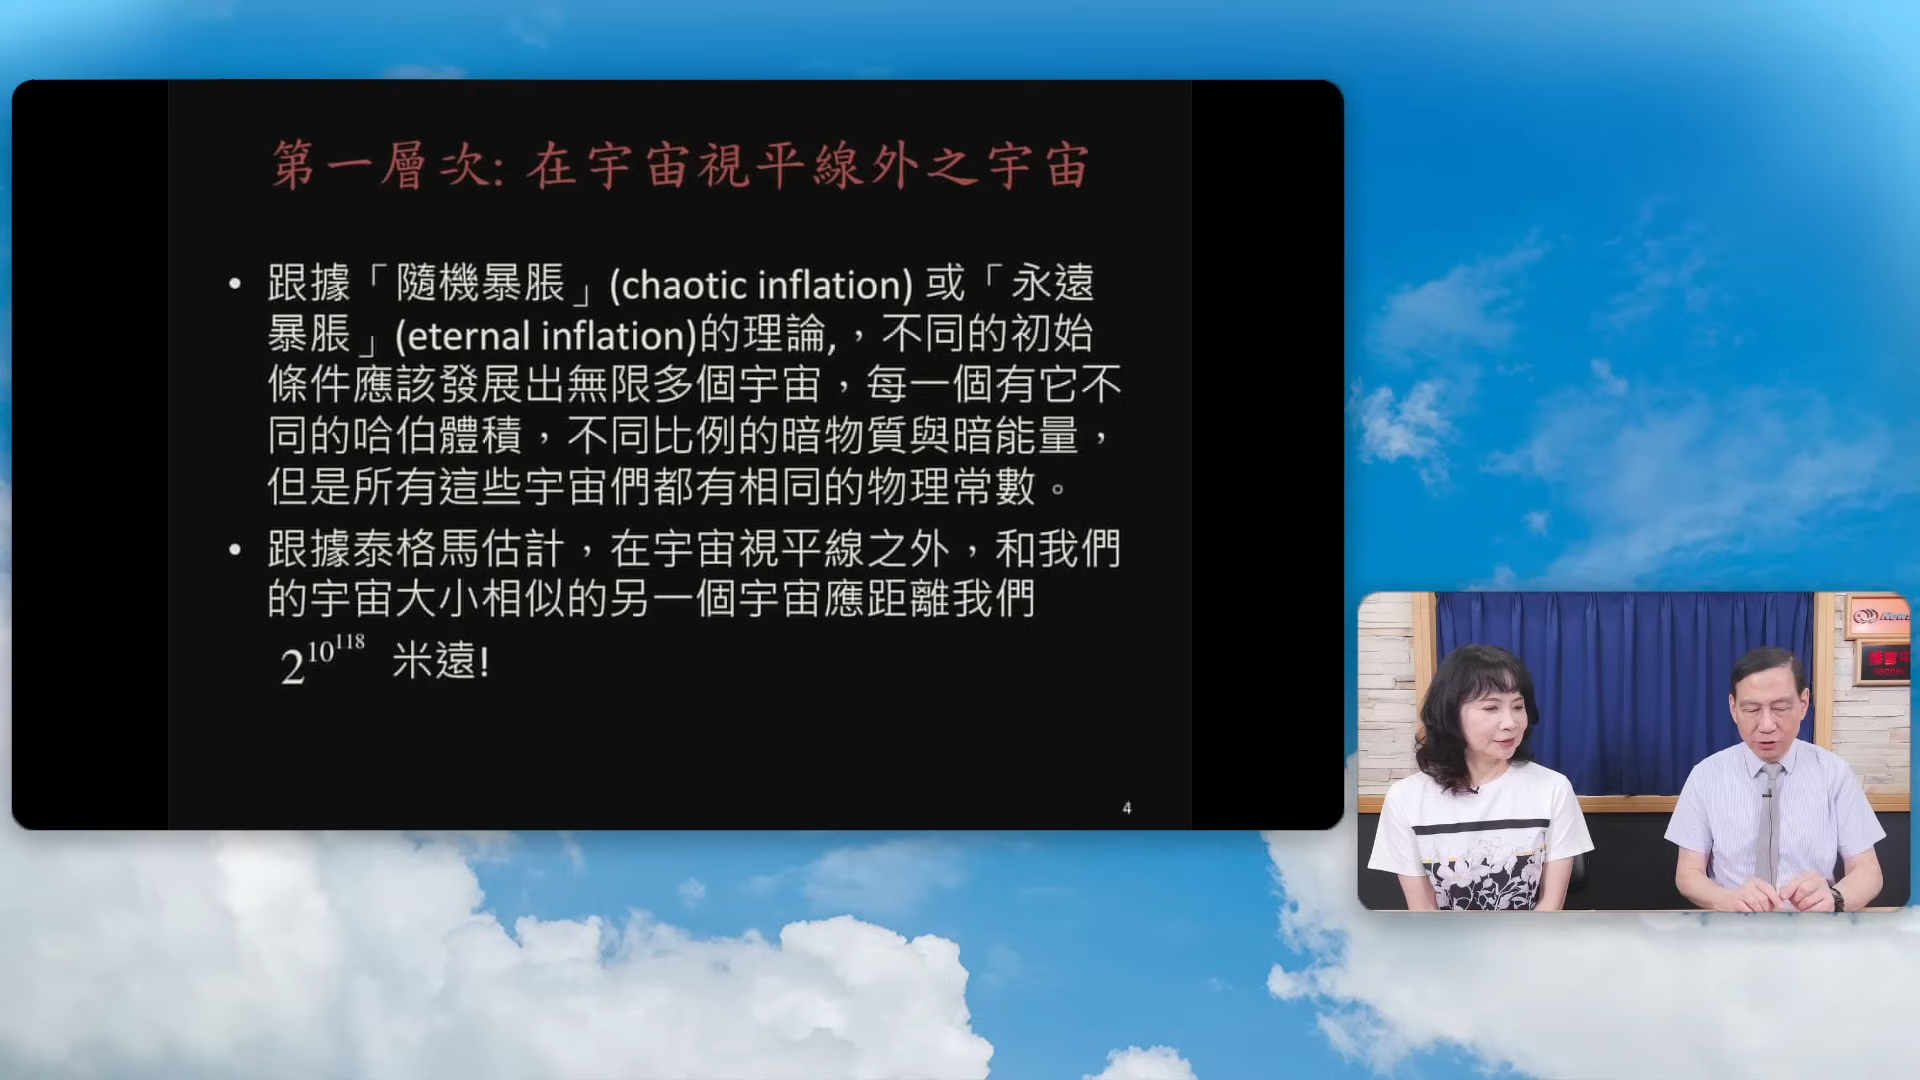 第一層次: 在宇宙視平線外之宇宙
• 跟據「隨機暴脹」(chaotic inflation) 或「永遠
暴脹」(eternal inflation)的理論,，不同的初始
條件應該發展出無限多個宇宙，每一個有它不
同的哈伯體積，不同比例的暗物質與暗能量，
但是所有這些宇宙們都有相同的物理常數。
• 跟據泰格馬估計，在宇宙視平線之外，和我們
的宇宙大小相似的另一個宇宙應距離我們
2^10^118 米遠!
4
News